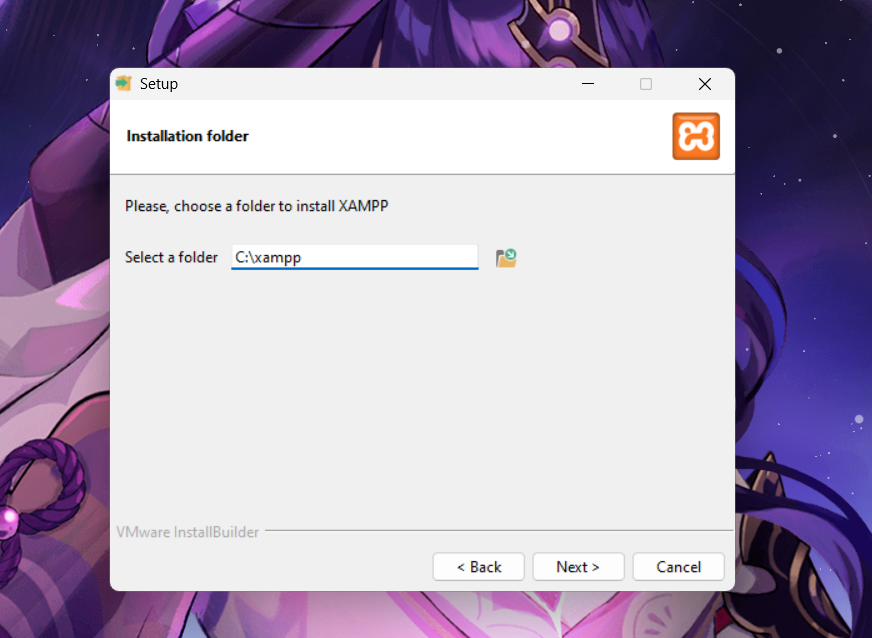 Setup
Installation folder
Please, choose a folder to install XAMPP
Select a folder C:\xampp
VMware InstallBuilder
< Back Next > Cancel